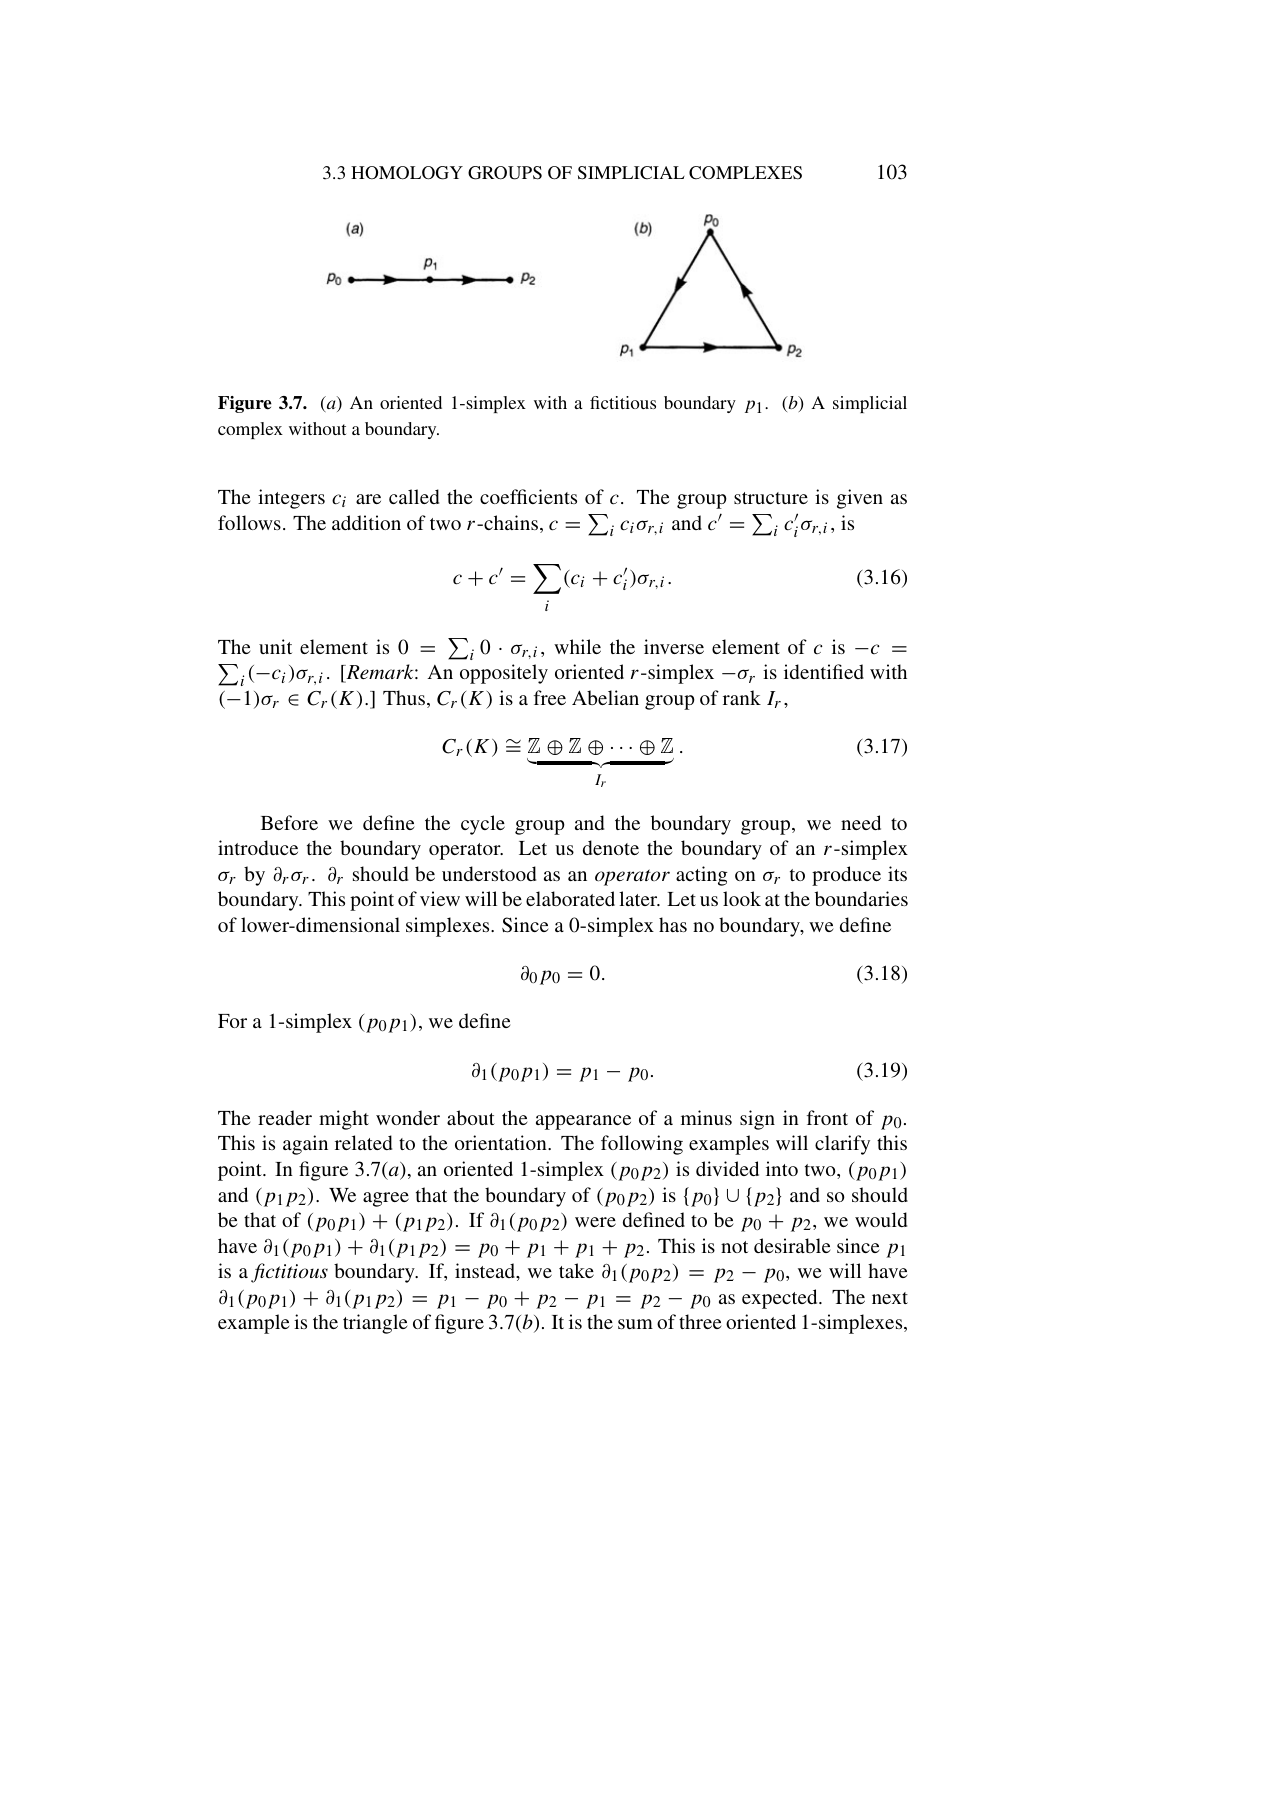 3.3 HOMOLOGY GROUPS OF SIMPLICIAL COMPLEXES 103
(a) (b) p₀
p₀ p₁ p₂
p₁ p₂
Figure 3.7. (a) An oriented 1-simplex with a fictitious boundary p₁. (b) A simplicial
complex without a boundary.
The integers cᵢ are called the coefficients of c. The group structure is given as
follows. The addition of two r-chains, c = ∑ᵢ cᵢσᵣ,ᵢ and c′ = ∑ᵢ c′ᵢσᵣ,ᵢ, is
c + c′ = ∑ᵢ (cᵢ + c′ᵢ)σᵣ,ᵢ. (3.16)
The unit element is 0 = ∑ᵢ 0 · σᵣ,ᵢ, while the inverse element of c is −c =
∑ᵢ(−cᵢ)σᵣ,ᵢ. [Remark: An oppositely oriented r-simplex −σᵣ is identified with
(−1)σᵣ ∈ Cᵣ(K).] Thus, Cᵣ(K) is a free Abelian group of rank Iᵣ,
Cᵣ(K) ≅ ℤ ⊕ ℤ ⊕ ··· ⊕ ℤ. (3.17)
Iᵣ
Before we define the cycle group and the boundary group, we need to
introduce the boundary operator. Let us denote the boundary of an r-simplex
σᵣ by ∂ᵣσᵣ. ∂ᵣ should be understood as an operator acting on σᵣ to produce its
boundary. This point of view will be elaborated later. Let us look at the boundaries
of lower-dimensional simplexes. Since a 0-simplex has no boundary, we define
∂₀p₀ = 0. (3.18)
For a 1-simplex (p₀p₁), we define
∂₁(p₀p₁) = p₁ − p₀. (3.19)
The reader might wonder about the appearance of a minus sign in front of p₀.
This is again related to the orientation. The following examples will clarify this
point. In figure 3.7(a), an oriented 1-simplex (p₀p₂) is divided into two, (p₀p₁)
and (p₁p₂). We agree that the boundary of (p₀p₂) is {p₀} ∪ {p₂} and so should
be that of (p₀p₁) + (p₁p₂). If ∂₁(p₀p₂) were defined to be p₀ + p₂, we would
have ∂₁(p₀p₁) + ∂₁(p₁p₂) = p₀ + p₁ + p₁ + p₂. This is not desirable since p₁
is a fictitious boundary. If, instead, we take ∂₁(p₀p₂) = p₂ − p₀, we will have
∂₁(p₀p₁) + ∂₁(p₁p₂) = p₁ − p₀ + p₂ − p₁ = p₂ − p₀ as expected. The next
example is the triangle of figure 3.7(b). It is the sum of three oriented 1-simplexes,